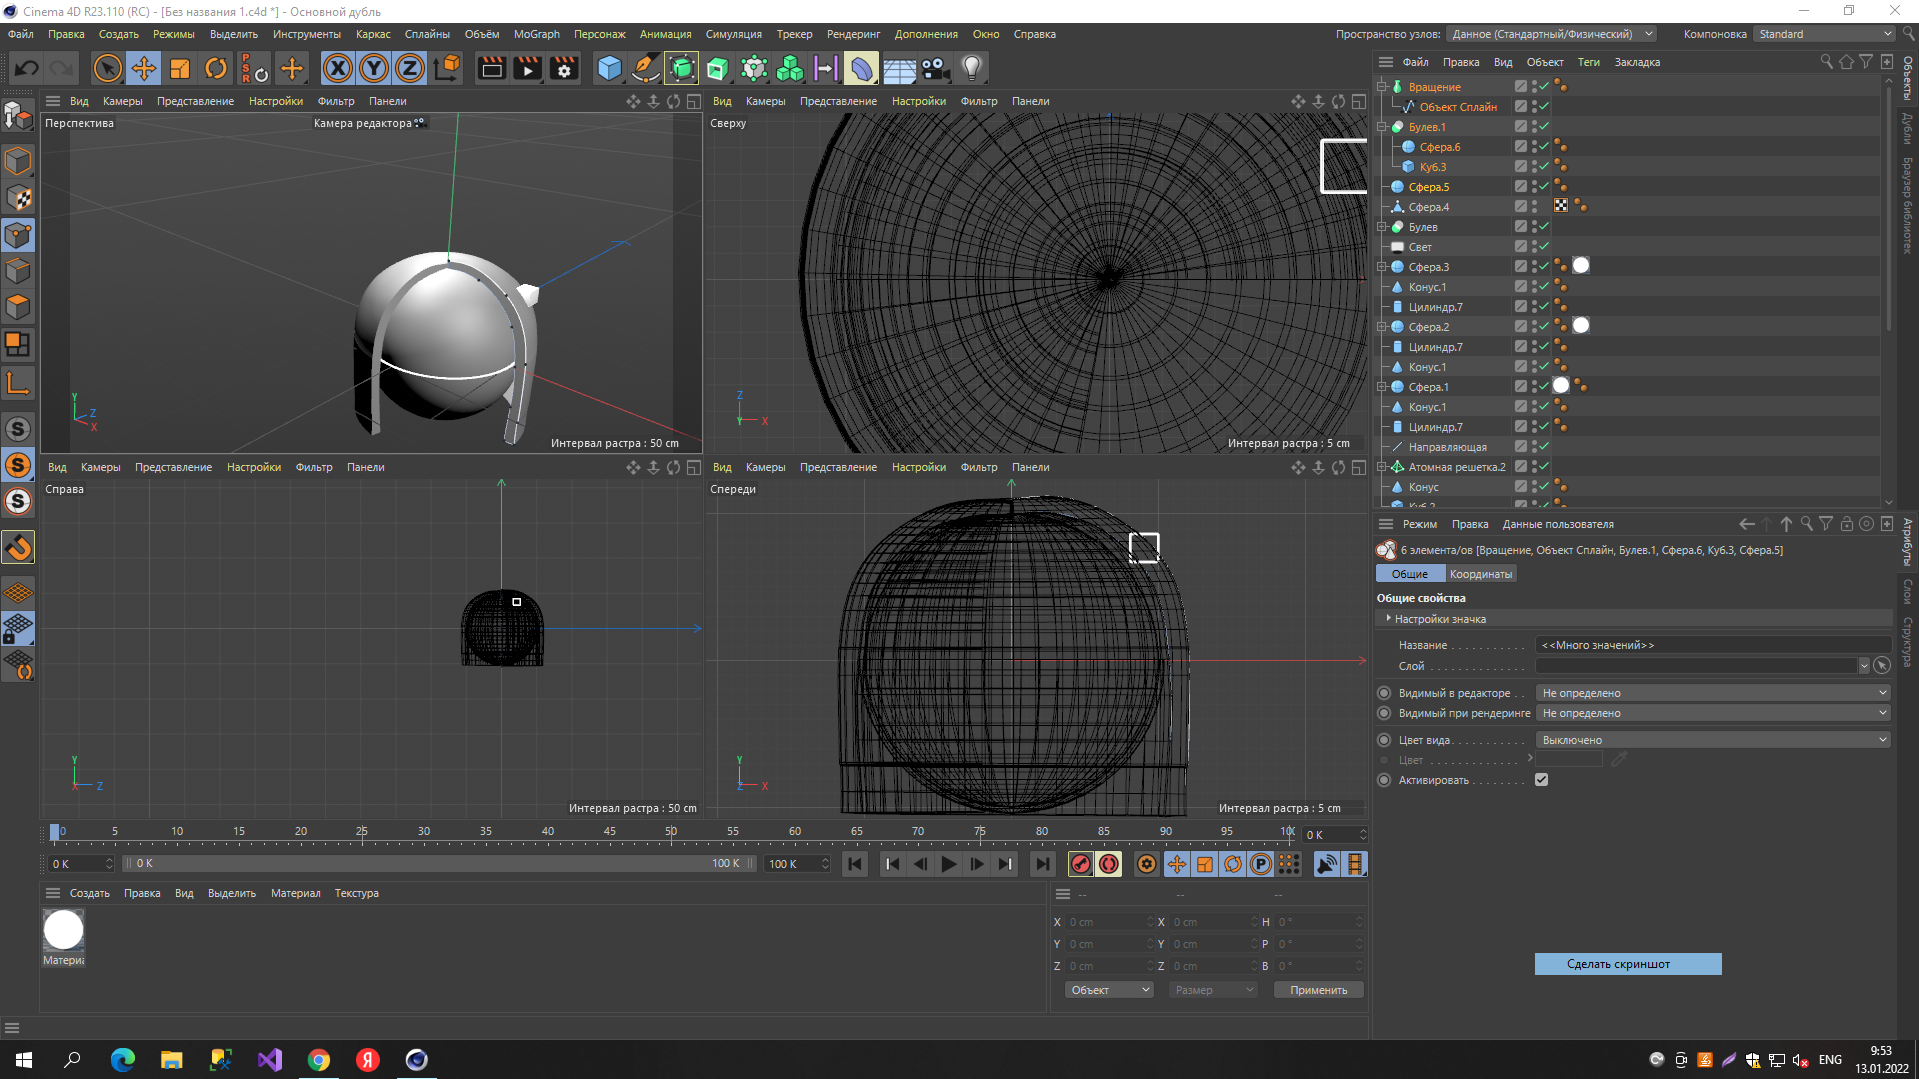 Cinema 4D R23.110 (RC) - [Без названия 1.c4d *] - Основной дубль
Файл Правка Создать Режимы Выделить Инструменты Каркас Сплайны Объём MoGraph Персонаж Анимация Симуляция Трекер Рендеринг Дополнения Окно Справка
Пространство узлов: Данное (Стандартный/Физический) Компоновка Standard
X Y Z
PSR
Вид Камеры Представление Настройки Фильтр Панели
Перспектива
Камера редактора
Y Z X
Интервал растра : 50 cm
Вид Камеры Представление Настройки Фильтр Панели
Сверху
Z Y X
Интервал растра : 5 cm
Вид Камеры Представление Настройки Фильтр Панели
Справа
Y X Z
Интервал растра : 50 cm
Вид Камеры Представление Настройки Фильтр Панели
Спереди
Y Z X
Интервал растра : 5 cm
Файл Правка Вид Объект Теги Закладка
Вращение
Объект Сплайн
Булев.1
Сфера.6
Куб.3
Сфера.5
Сфера.4
Булев
Свет
Сфера.3
Конус.1
Цилиндр.7
Сфера.2
Цилиндр.7
Конус.1
Сфера.1
Конус.1
Цилиндр.7
Направляющая
Атомная решетка.2
Конус
Куб.2
Объекты
Дубли
Браузер библиотек
Режим Правка Данные пользователя
6 элемента/ов [Вращение, Объект Сплайн, Булев.1, Сфера.6, Куб.3, Сфера.5]
Общие Координаты
Общие свойства
Настройки значка
Название . . . . . . . . . . . <<Много значений>>
Слой . . . . . . . . . . . . . .
Видимый в редакторе . . Не определено
Видимый при рендеринге Не определено
Цвет вида . . . . . . . . . . . Выключено
Цвет . . . . . . . . . . . . . .
Активировать . . . . . . . .
Атрибуты
Слои
Структура
Сделать скриншот
0 5 10 15 20 25 30 35 40 45 50 55 60 65 70 75 80 85 90 95 100
0 K
0 K 0 K 100 K 100 K
P
Создать Правка Вид Выделить Материал Текстура
Материа
-- -- --
X 0 cm X 0 cm H 0 °
Y 0 cm Y 0 cm P 0 °
Z 0 cm Z 0 cm B 0 °
Объект Размер Применить
Я
ENG
9:53
13.01.2022